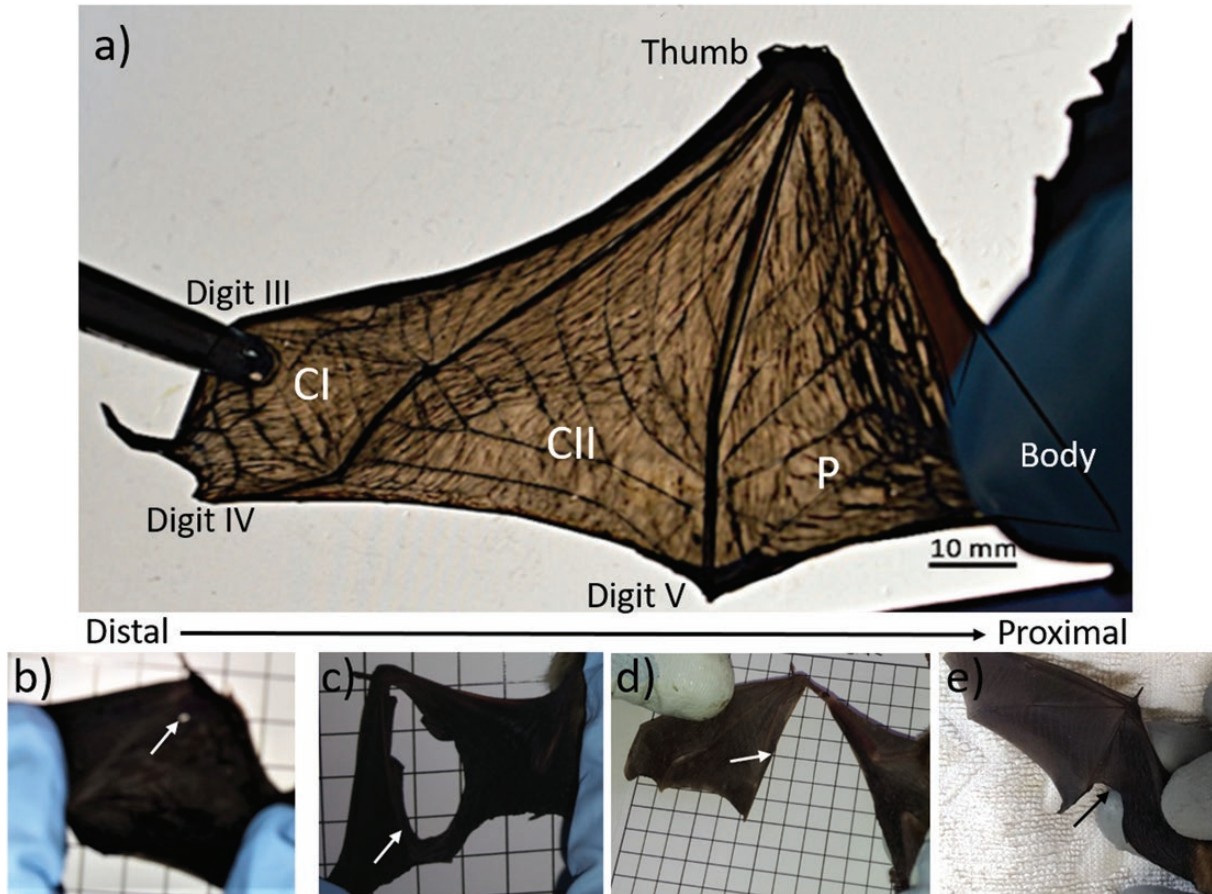 a)
Thumb
Digit III
CI
CII
P
Body
Digit IV
10 mm
Digit V
Distal
Proximal
b)
c)
d)
e)